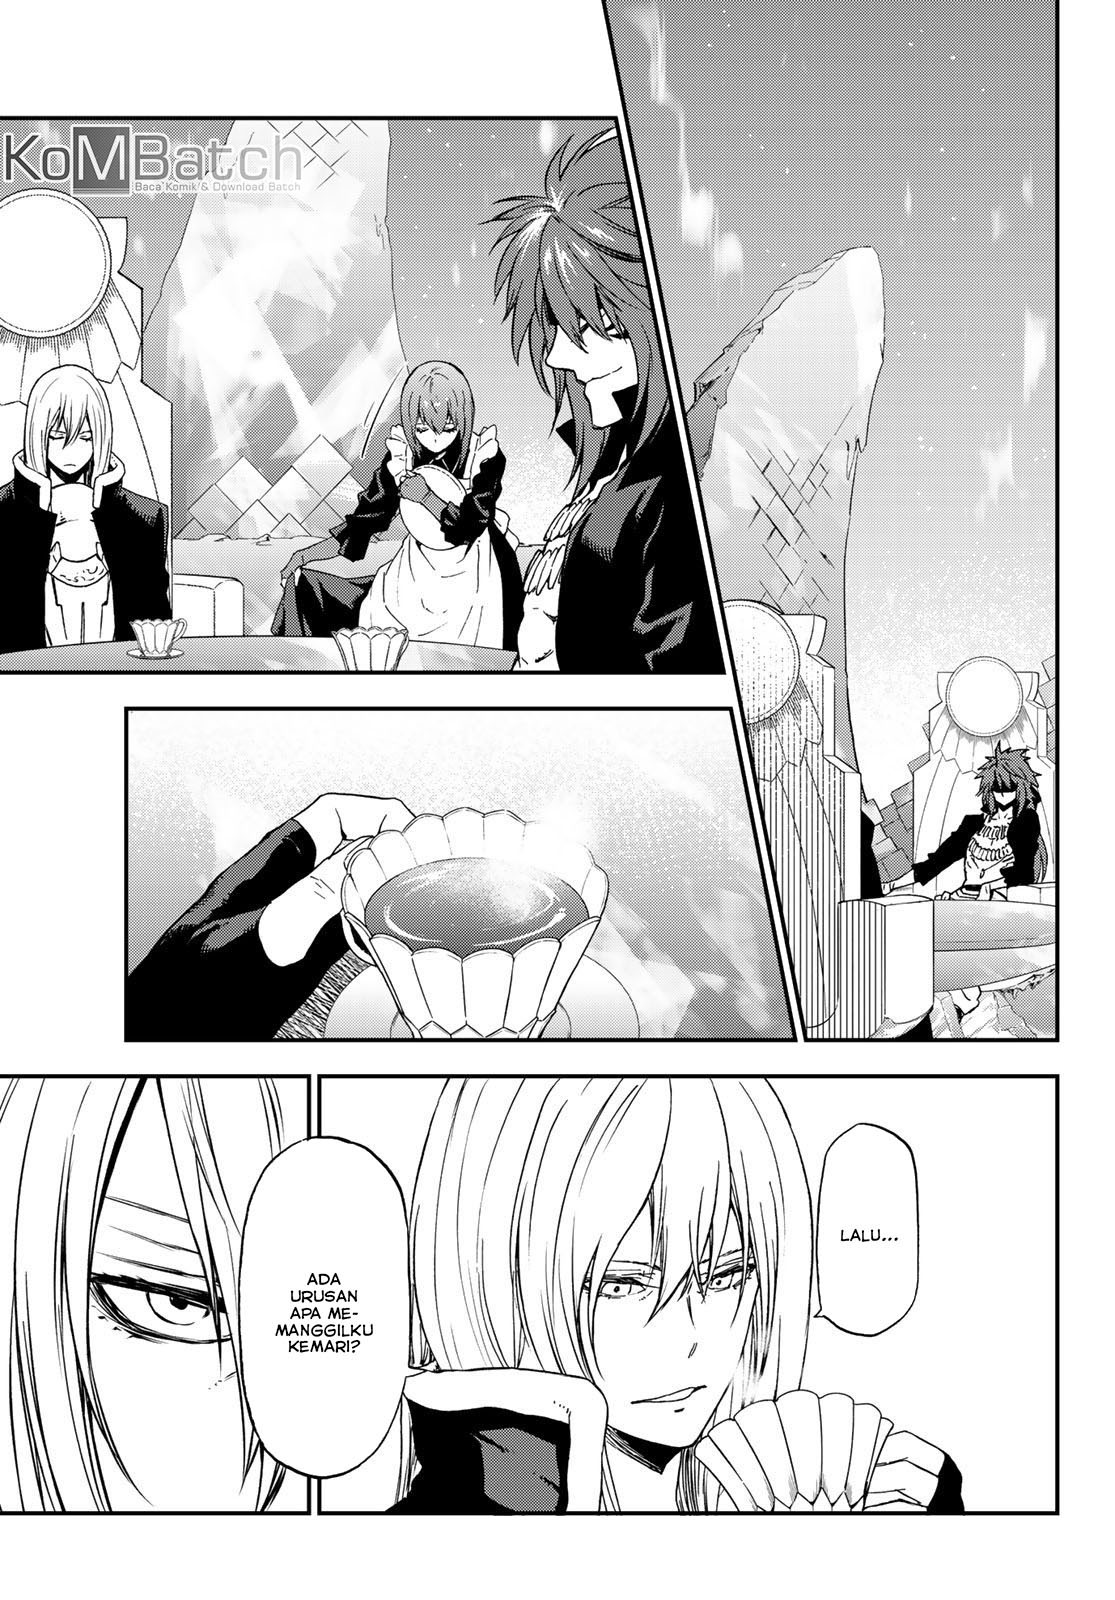 KoMBatch
Baca Komik & Download Batch
LALU...
ADA
URUSAN
APA ME-
MANGGILKU
KEMARI?